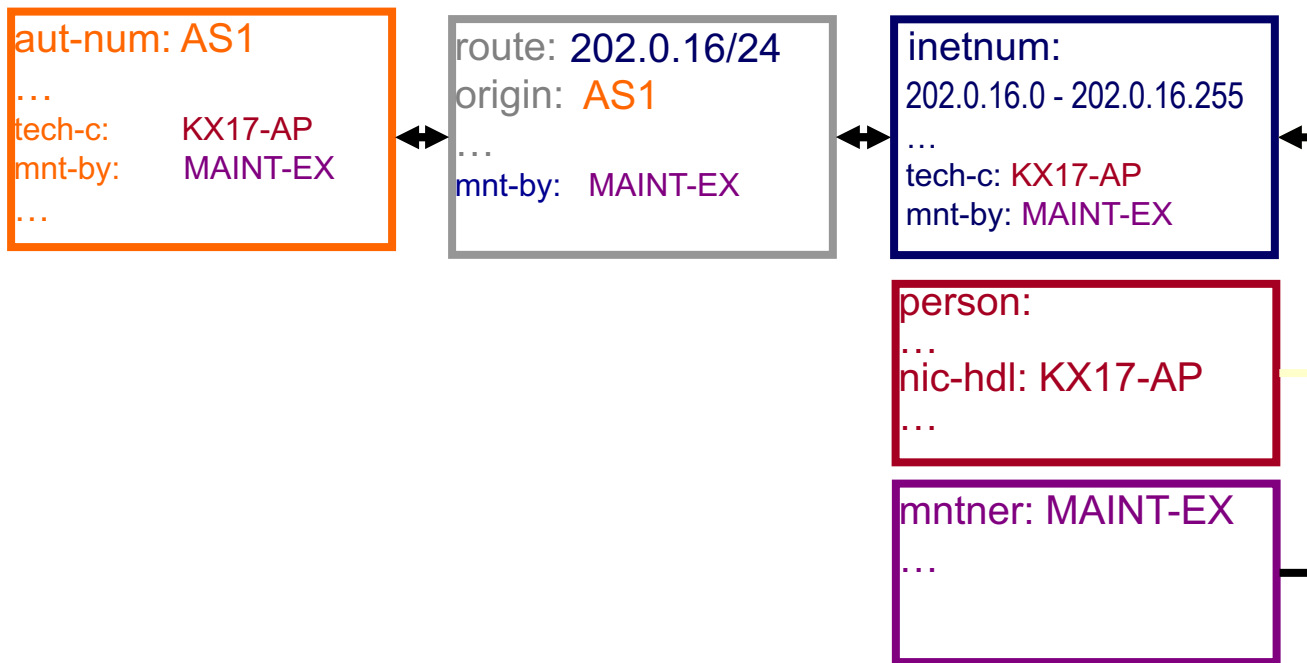 aut-num: AS1
…
tech-c: KX17-AP
mnt-by: MAINT-EX
…
route: 202.0.16/24
origin: AS1
…
mnt-by: MAINT-EX
inetnum:
202.0.16.0 - 202.0.16.255
…
tech-c: KX17-AP
mnt-by: MAINT-EX
person:
…
nic-hdl: KX17-AP
…
mntner: MAINT-EX
…